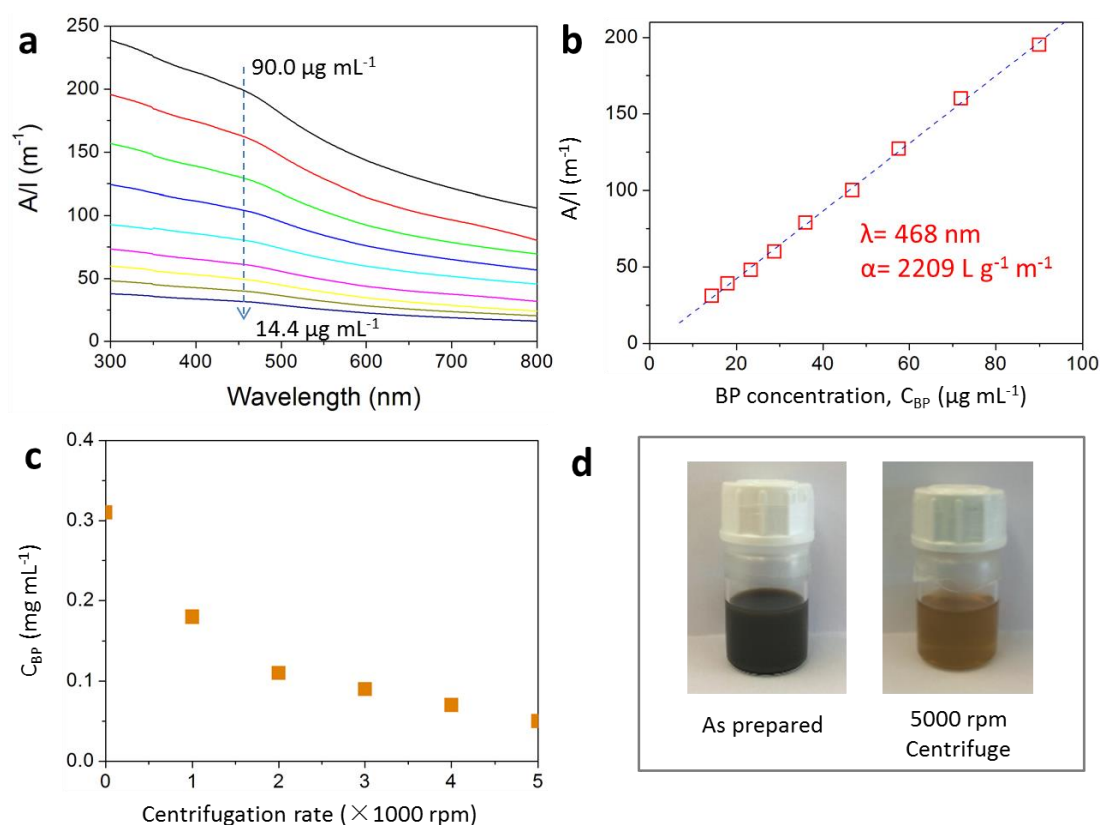 a
A/l (m⁻¹)
250
200
150
100
50
0
300 400 500 600 700 800
Wavelength (nm)
90.0 µg mL⁻¹
14.4 µg mL⁻¹
b
A/l (m⁻¹)
200
150
100
50
0
0 20 40 60 80 100
BP concentration, C_BP (µg mL⁻¹)
λ= 468 nm
α= 2209 L g⁻¹ m⁻¹
c
C_BP (mg mL⁻¹)
0.4
0.3
0.2
0.1
0.0
0 1 2 3 4 5
Centrifugation rate (×1000 rpm)
d
As prepared
5000 rpm
Centrifuge